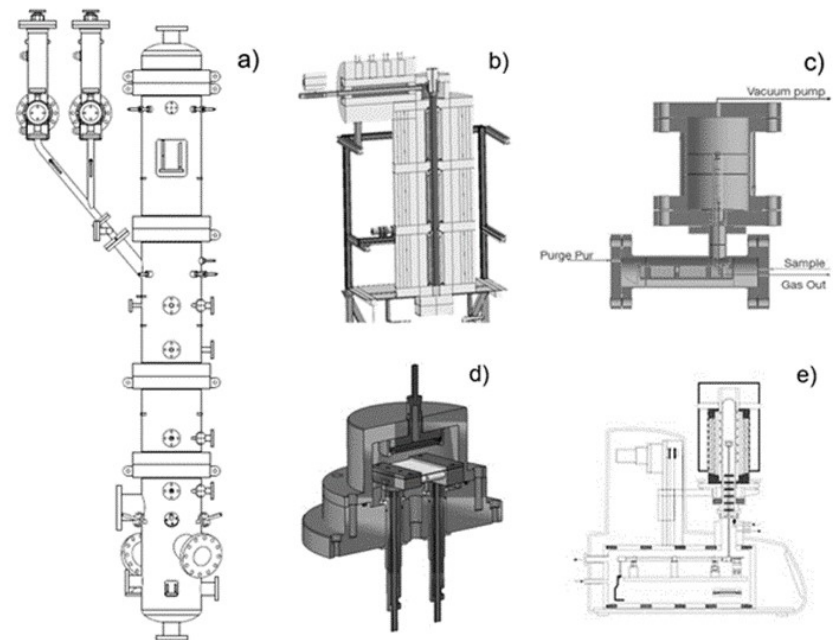 a)
b)
c)
Vacuum pump
Purge Pur
Sample
Gas Out
d)
e)